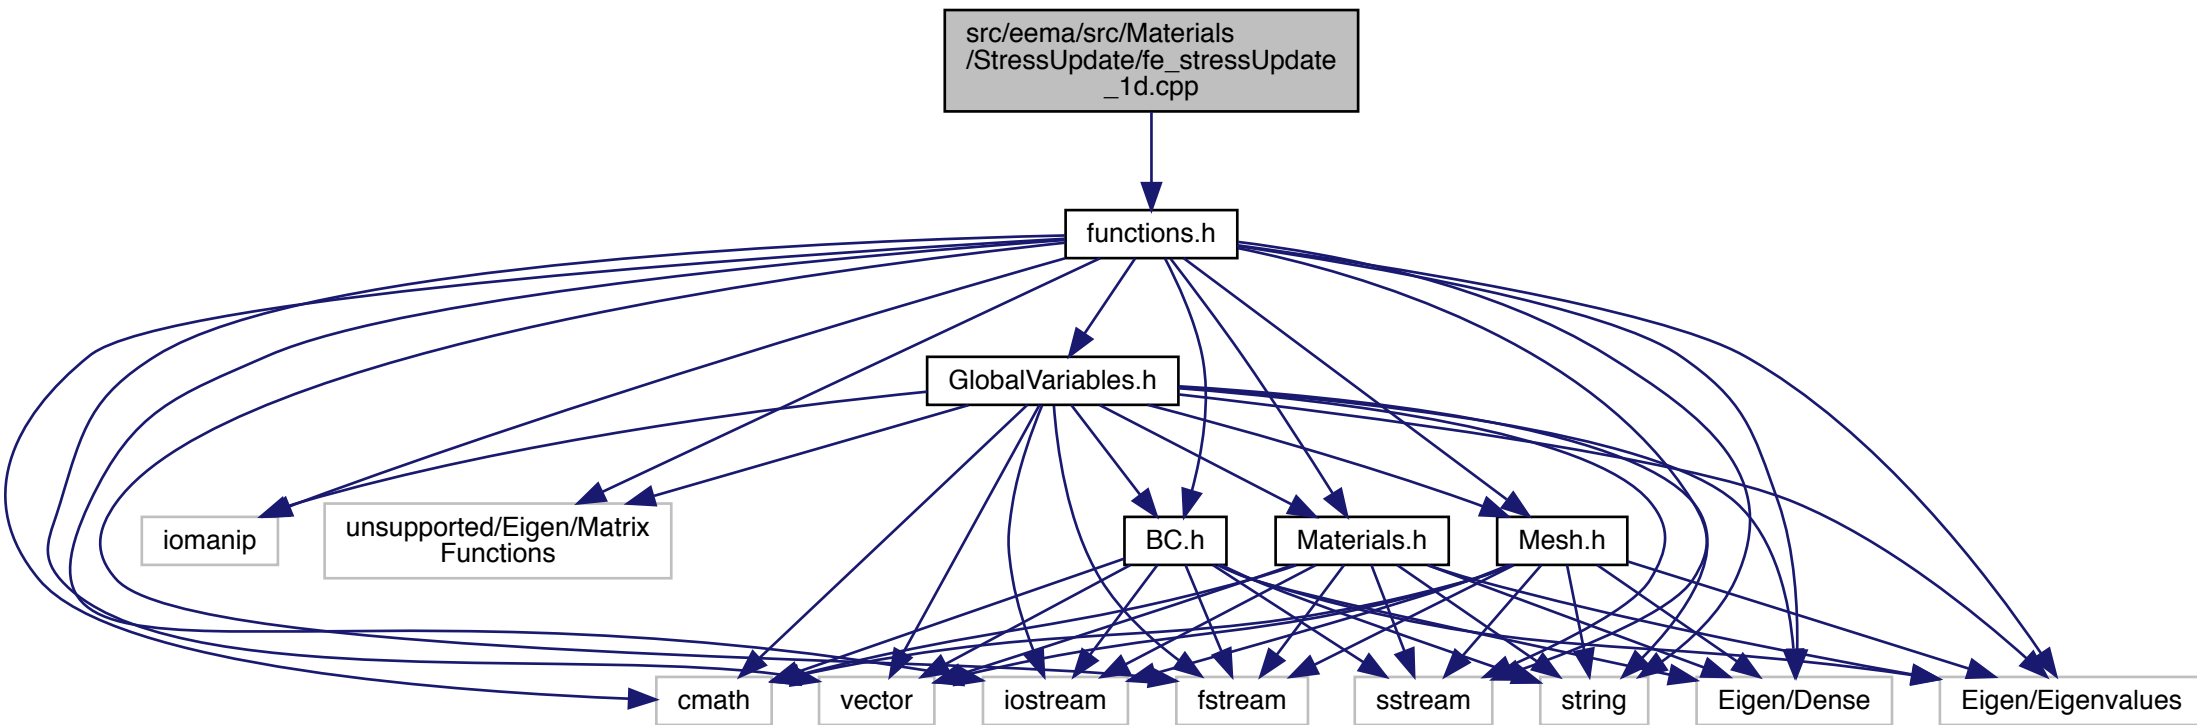 src/eema/src/Materials
/StressUpdate/fe_stressUpdate
_1d.cpp
functions.h
GlobalVariables.h
iomanip
unsupported/Eigen/Matrix
Functions
BC.h
Materials.h
Mesh.h
cmath
vector
iostream
fstream
sstream
string
Eigen/Dense
Eigen/Eigenvalues